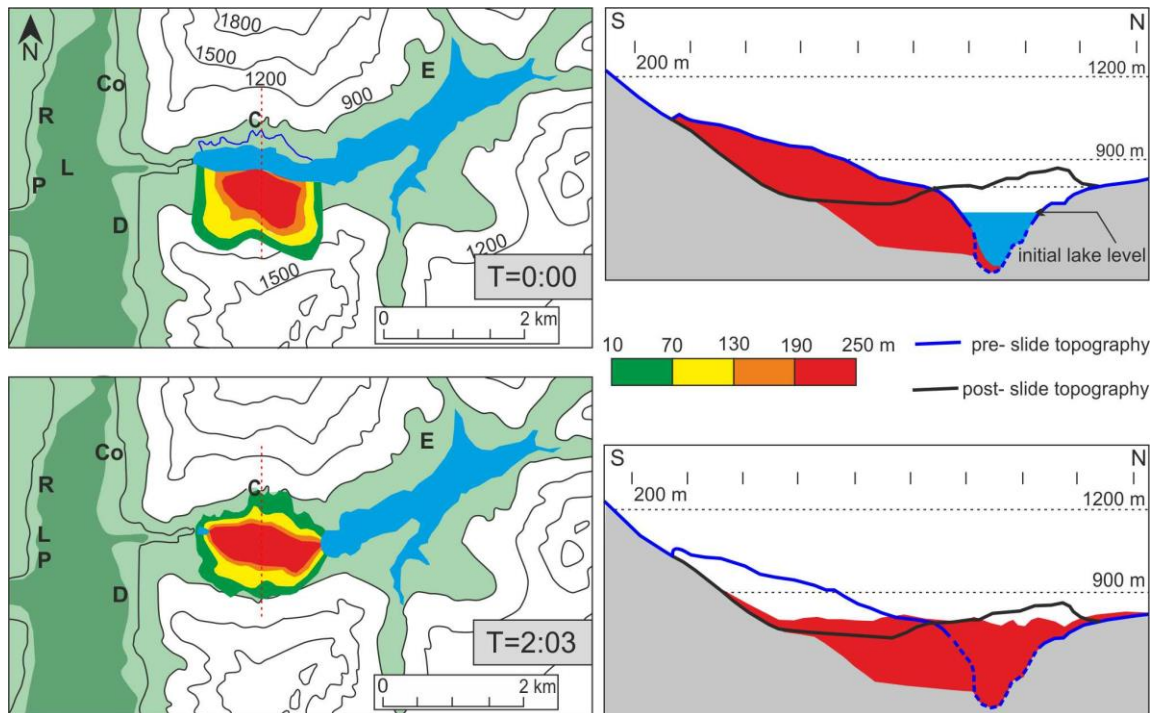 N
1800
1500
1200
900
Co
R
L
P
D
C
E
1200
1500
T=0:00
0
2 km
S
N
200 m
1200 m
900 m
initial lake level
10
70
130
190
250 m
pre- slide topography
post- slide topography
Co
R
L
P
D
C
E
T=2:03
0
2 km
S
N
200 m
1200 m
900 m